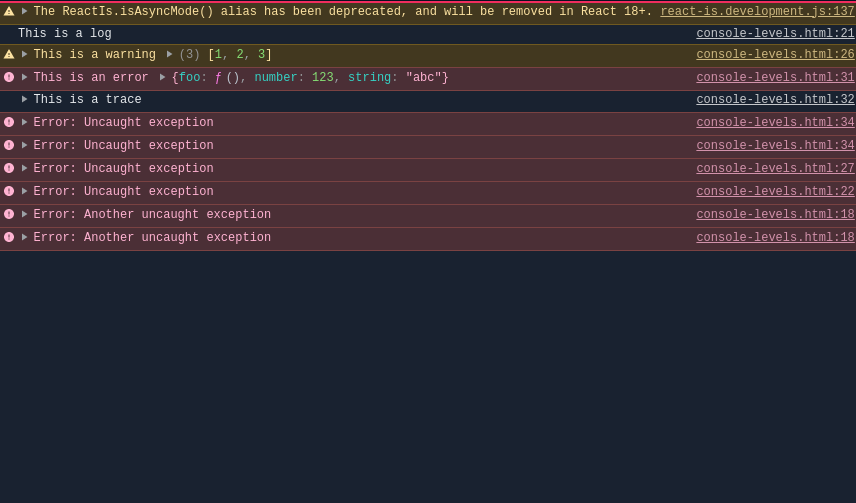 The ReactIs.isAsyncMode() alias has been deprecated, and will be removed in React 18+. react-is.development.js:137
This is a log console-levels.html:21
This is a warning (3) [1, 2, 3] console-levels.html:26
This is an error {foo: ƒ (), number: 123, string: "abc"} console-levels.html:31
This is a trace console-levels.html:32
Error: Uncaught exception console-levels.html:34
Error: Uncaught exception console-levels.html:34
Error: Uncaught exception console-levels.html:27
Error: Uncaught exception console-levels.html:22
Error: Another uncaught exception console-levels.html:18
Error: Another uncaught exception console-levels.html:18